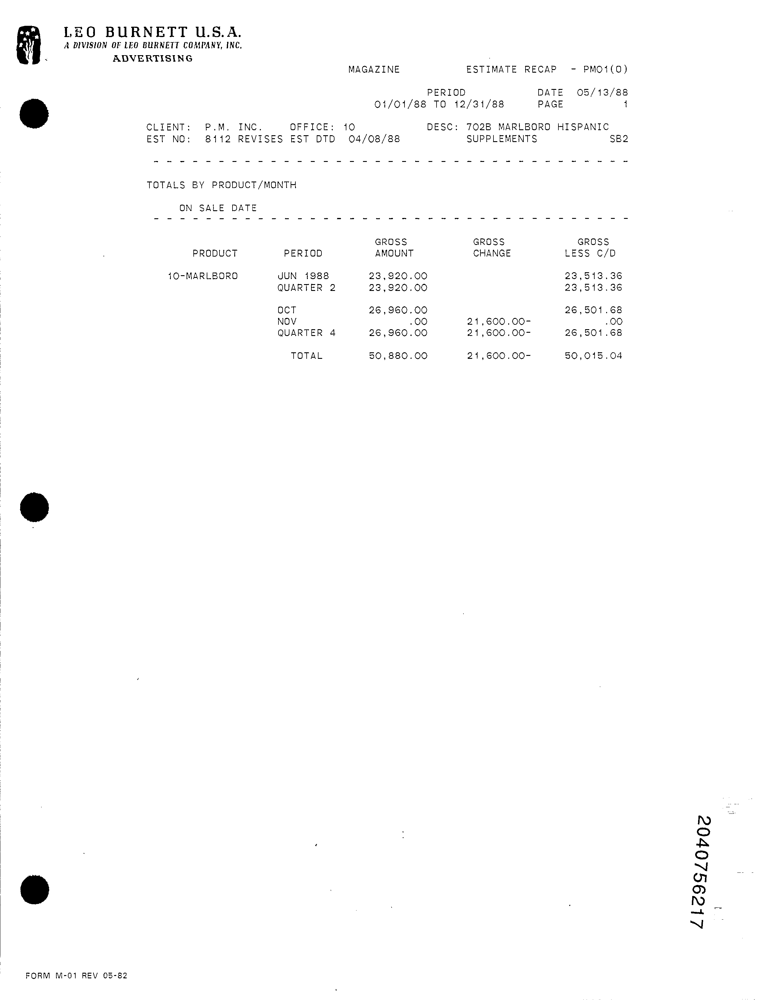 LEO BURNETT U.S.A.
A DIVISION OF LEO BURNETT COMPANY, INC.
ADVERTISING
MAGAZINE ESTIMATE RECAP - PM01(0)
PERIOD DATE 05/13/88
01/01/88 TO 12/31/88 PAGE 1
CLIENT: P.M. INC. OFFICE: 10 DESC: 702B MARLBORO HISPANIC
EST NO: 8112 REVISES EST DTD 04/08/88 SUPPLEMENTS SB2
- - - - - - - - - - - - - - - - - - - - - - - - - - - - - - - - - - - - -
TOTALS BY PRODUCT/MONTH
ON SALE DATE
- - - - - - - - - - - - - - - - - - - - - - - - - - - - - - - - - - - - -
GROSS GROSS GROSS
PRODUCT PERIOD AMOUNT CHANGE LESS C/D
10-MARLBORO JUN 1988 23,920.00 23,513.36
QUARTER 2 23,920.00 23,513.36
OCT 26,960.00 26,501.68
NOV .00 21,600.00- .00
QUARTER 4 26,960.00 21,600.00- 26,501.68
TOTAL 50,880.00 21,600.00- 50,015.04
2040756217
FORM M-01 REV 05-82